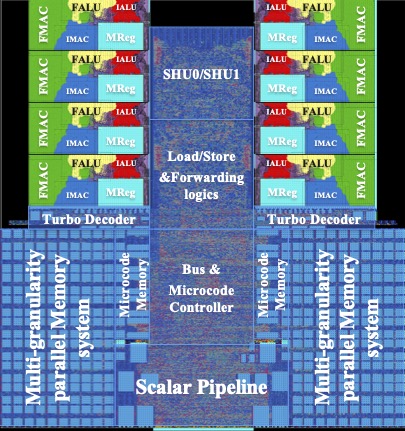 FMAC FALU IALU IMAC MReg
FMAC FALU IALU IMAC MReg
FMAC FALU IALU IMAC MReg
FMAC FALU IALU IMAC MReg
Turbo Decoder
SHU0/SHU1
Load/Store
&Forwarding
logics
Bus &
Microcode
Controller
IALU FALU FMAC MReg IMAC
IALU FALU FMAC MReg IMAC
IALU FALU FMAC MReg IMAC
IALU FALU FMAC MReg IMAC
Turbo Decoder
Multi-granularity
parallel Memory
system
Microcode
Memory
Microcode
Memory
Multi-granularity
parallel Memory
system
Scalar Pipeline